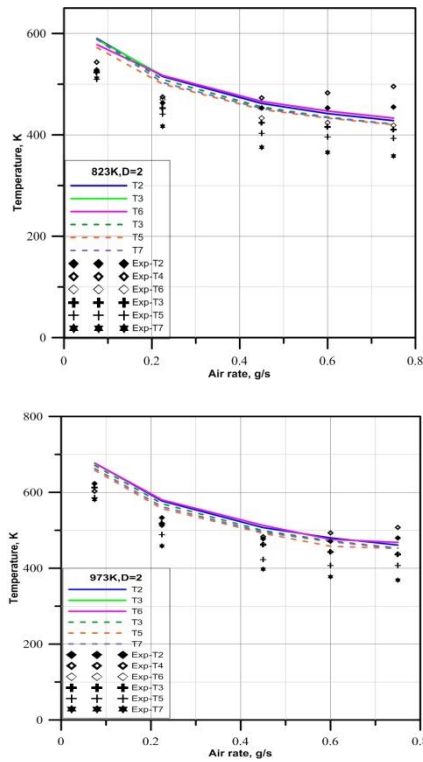 600
400
200
0
Temperature, K
823K,D=2
T2
T3
T6
T3
T5
T7
Exp-T2
Exp-T4
Exp-T6
Exp-T3
Exp-T5
Exp-T7
0 0.2 0.4 0.6 0.8
Air rate, g/s
800
600
400
200
0
Temperature, K
973K,D=2
T2
T3
T6
T3
T5
T7
Exp-T2
Exp-T4
Exp-T6
Exp-T3
Exp-T5
Exp-T7
0 0.2 0.4 0.6 0.8
Air rate, g/s